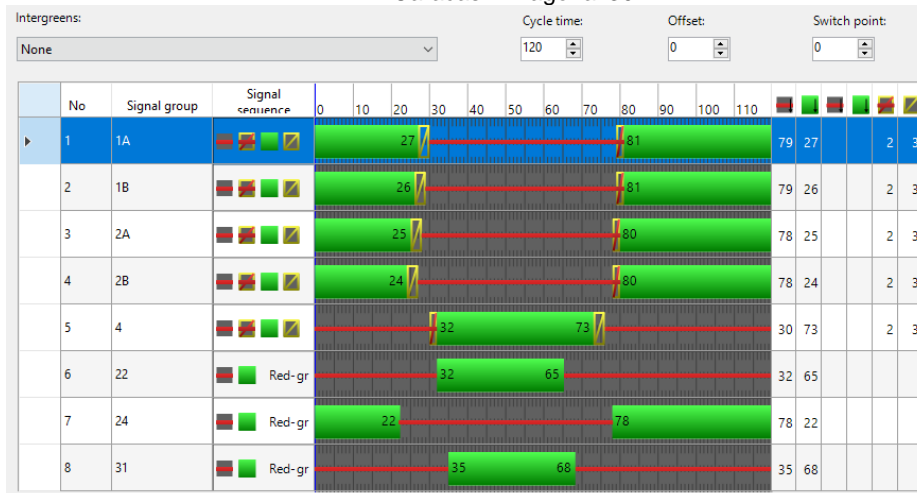 Intergreens:
Cycle time:
Offset:
Switch point:
None
120
0
0
No
Signal group
Signal
sequence
0 10 20 30 40 50 60 70 80 90 100 110
1 1A 27 81 79 27 2 3
2 1B 26 81 79 26 2 3
3 2A 25 80 78 25 2 3
4 2B 24 80 78 24 2 3
5 4 32 73 30 73 2 3
6 22 Red-gr 32 65 32 65
7 24 Red-gr 22 78 78 22
8 31 Red-gr 35 68 35 68